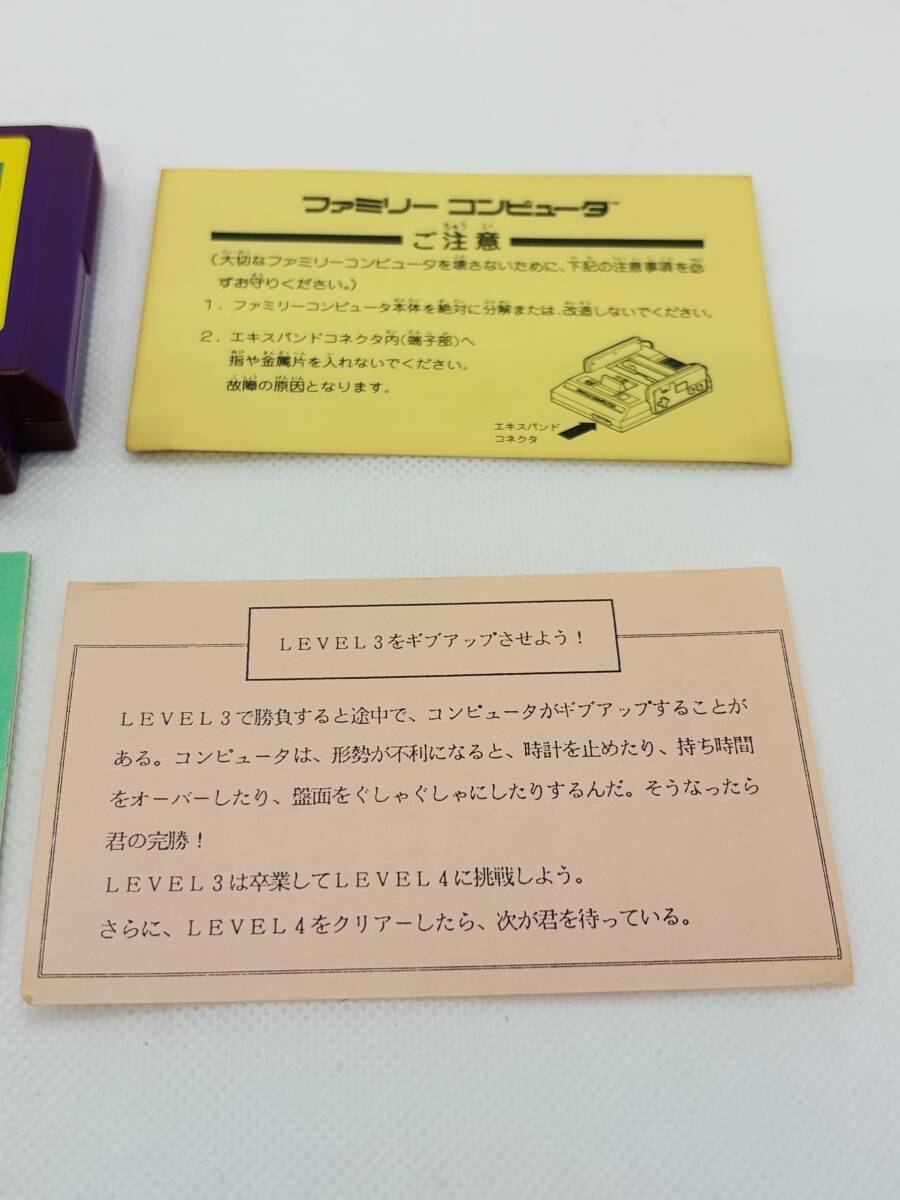 ファミリー コンピュータ™
ご注意
(大切なファミリーコンピュータを壊さないために、下記の注意事項を必
ずお守りください。)
1．ファミリーコンピュータ本体を絶対に分解または、改造しないでください。
2．エキスパンドコネクタ内(端子部)へ
指や金属片を入れないでください。
故障の原因となります。
エキスパンド
コネクタ
ＬＥＶＥＬ３をギブアップさせよう！
ＬＥＶＥＬ３で勝負すると途中で、コンピュータがギブアップすることが
ある。コンピュータは、形勢が不利になると、時計を止めたり、持ち時間
をオーバーしたり、盤面をぐしゃぐしゃにしたりするんだ。そうなったら
君の完勝！
ＬＥＶＥＬ３は卒業してＬＥＶＥＬ４に挑戦しよう。
さらに、ＬＥＶＥＬ４をクリアーしたら、次が君を待っている。